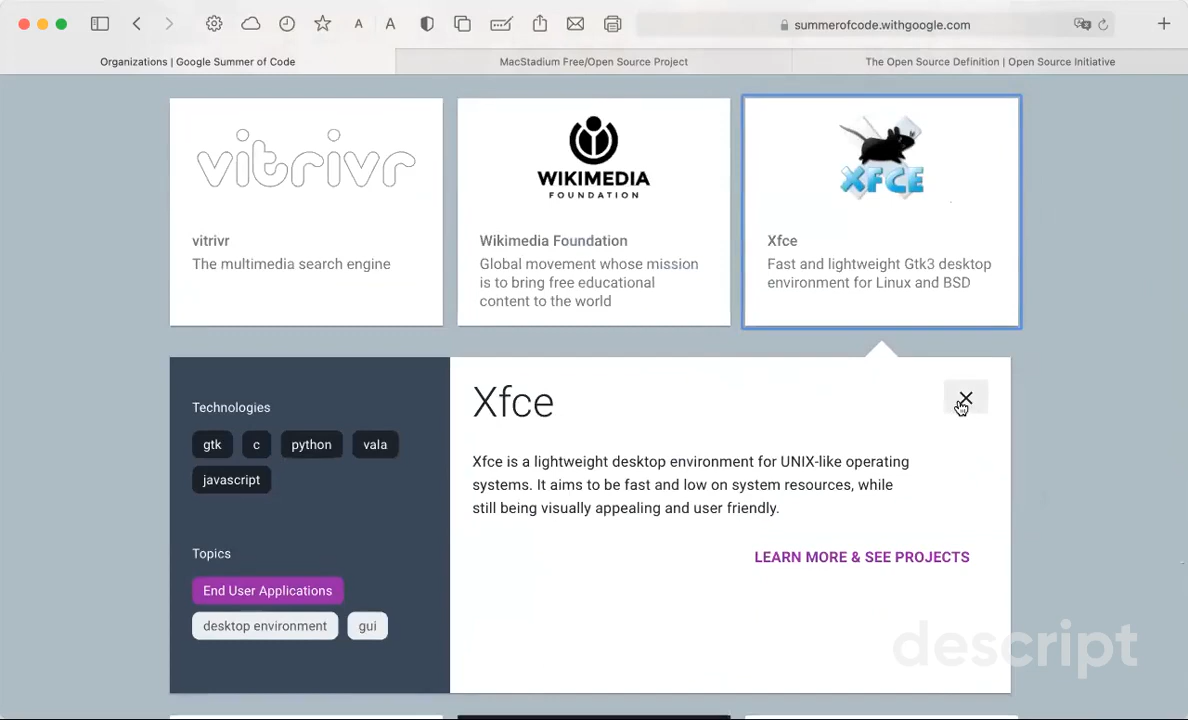 A A summerofcode.withgoogle.com
Organizations | Google Summer of Code
MacStadium Free/Open Source Project
The Open Source Definition | Open Source Initiative
vitrivr
WIKIMEDIA
FOUNDATION
XFCE
vitrivr
The multimedia search engine
Wikimedia Foundation
Global movement whose mission
is to bring free educational
content to the world
Xfce
Fast and lightweight Gtk3 desktop
environment for Linux and BSD
Technologies
gtk c python vala
javascript
Topics
End User Applications
desktop environment gui
Xfce
Xfce is a lightweight desktop environment for UNIX-like operating
systems. It aims to be fast and low on system resources, while
still being visually appealing and user friendly.
LEARN MORE & SEE PROJECTS
descript